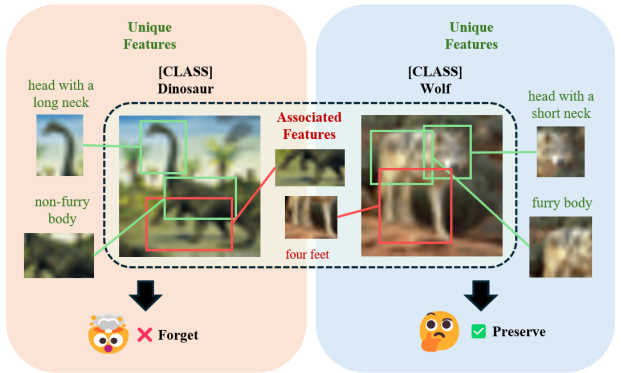 Unique
Features
Unique
Features
[CLASS]
Dinosaur
[CLASS]
Wolf
head with a
long neck
head with a
short neck
Associated
Features
non-furry
body
furry body
four feet
Forget
Preserve